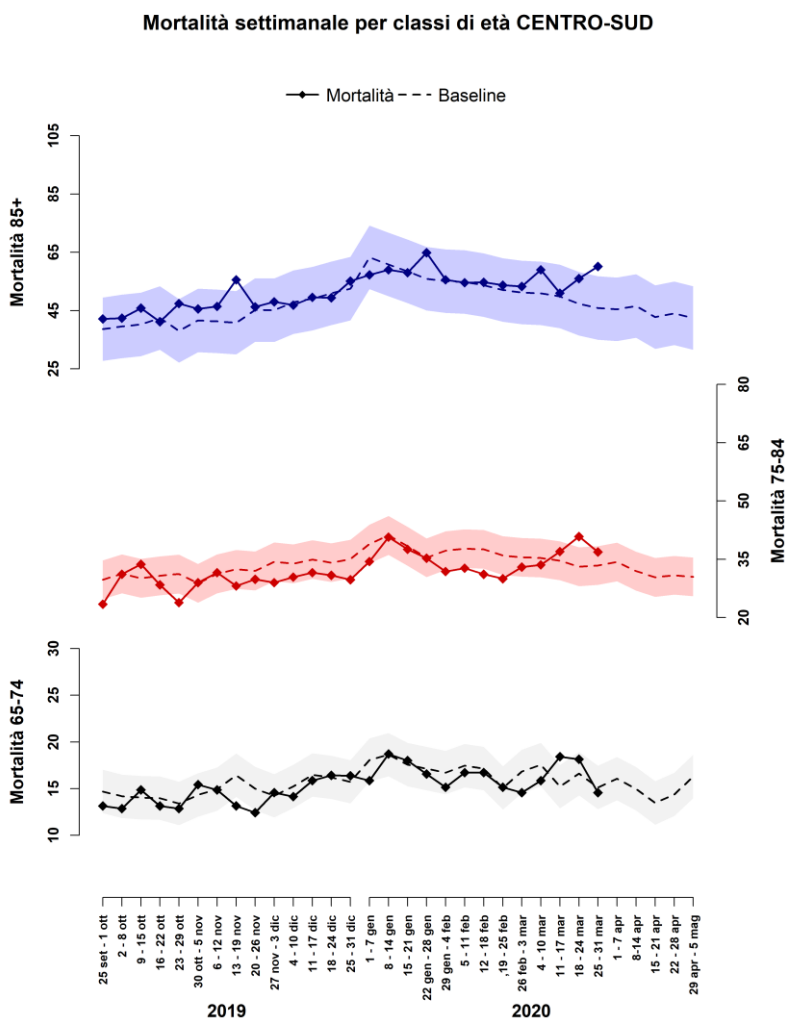 Mortalità settimanale per classi di età CENTRO-SUD
Mortalità
Baseline
Mortalità 85+
105
85
65
45
25
Mortalità 75-84
80
65
50
35
20
Mortalità 65-74
30
25
20
15
10
25 set - 1 ott
2 - 8 ott
9 - 15 ott
16 - 22 ott
23 - 29 ott
30 ott - 5 nov
6 - 12 nov
13 - 19 nov
20 - 26 nov
27 nov - 3 dic
4 - 10 dic
11 - 17 dic
18 - 24 dic
25 - 31 dic
1 - 7 gen
8 - 14 gen
15 - 21 gen
22 gen - 28 gen
29 gen - 4 feb
5 - 11 feb
12 - 18 feb
,19 - 25 feb
26 feb - 3 mar
4 - 10 mar
11 - 17 mar
18 - 24 mar
25 - 31 mar
1 - 7 apr
8-14 apr
15 - 21 apr
22 - 28 apr
29 apr - 5 mag
2019
2020